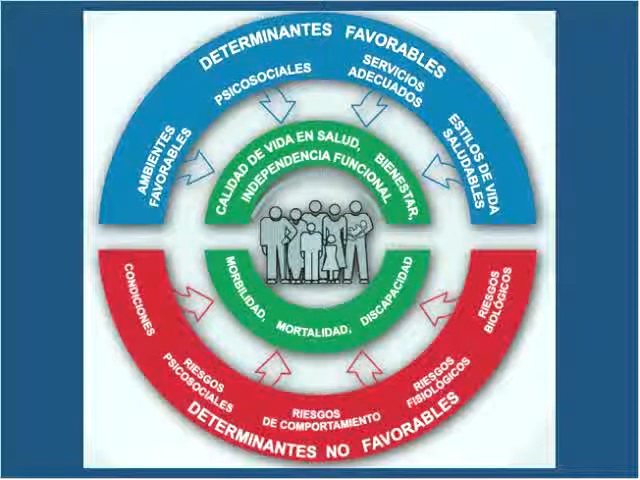 DETERMINANTES FAVORABLES
AMBIENTES
FAVORABLES
PSICOSOCIALES
SERVICIOS
ADECUADOS
ESTILOS DE VIDA
SALUDABLES
CALIDAD DE VIDA EN SALUD, BIENESTAR,
INDEPENDENCIA FUNCIONAL
MORBILIDAD, MORTALIDAD, DISCAPACIDAD
CONDICIONES
RIESGOS
PSICOSOCIALES
RIESGOS
DE COMPORTAMIENTO
RIESGOS
FISIOLÓGICOS
RIESGOS
BIOLÓGICOS
DETERMINANTES NO FAVORABLES